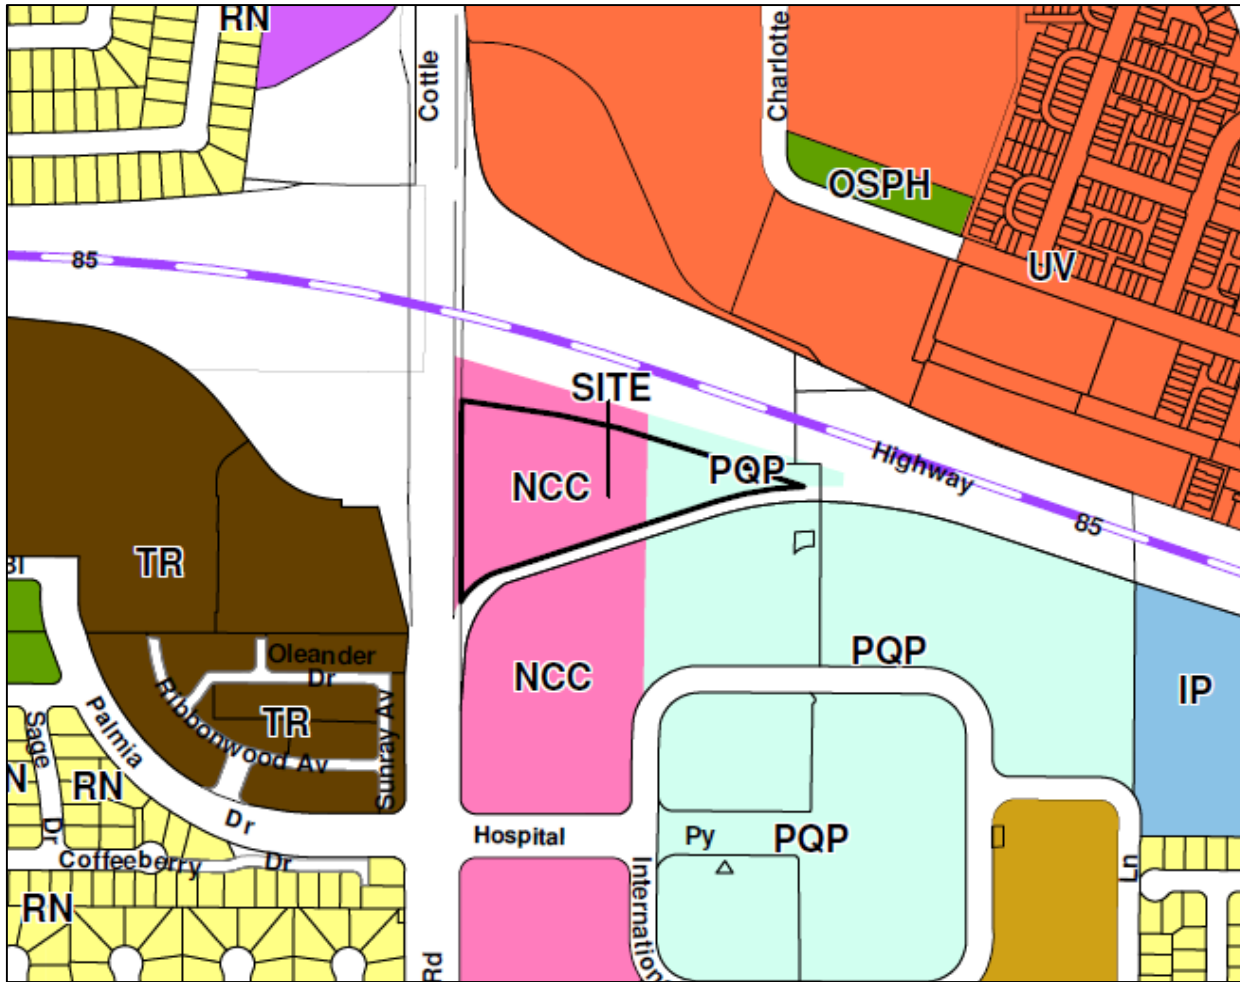 RN
Cottle
Charlotte
OSPH
85
UV
SITE
Highway
PQP
NCC
85
TR
Oleander
Dr
PQP
NCC
IP
Ribbonwood Av
TR
Sunray Av
Palmia
Dr
Sage
Dr
RN
Hospital
Py
PQP
Coffeeberry
Dr
Ln
RN
Rd